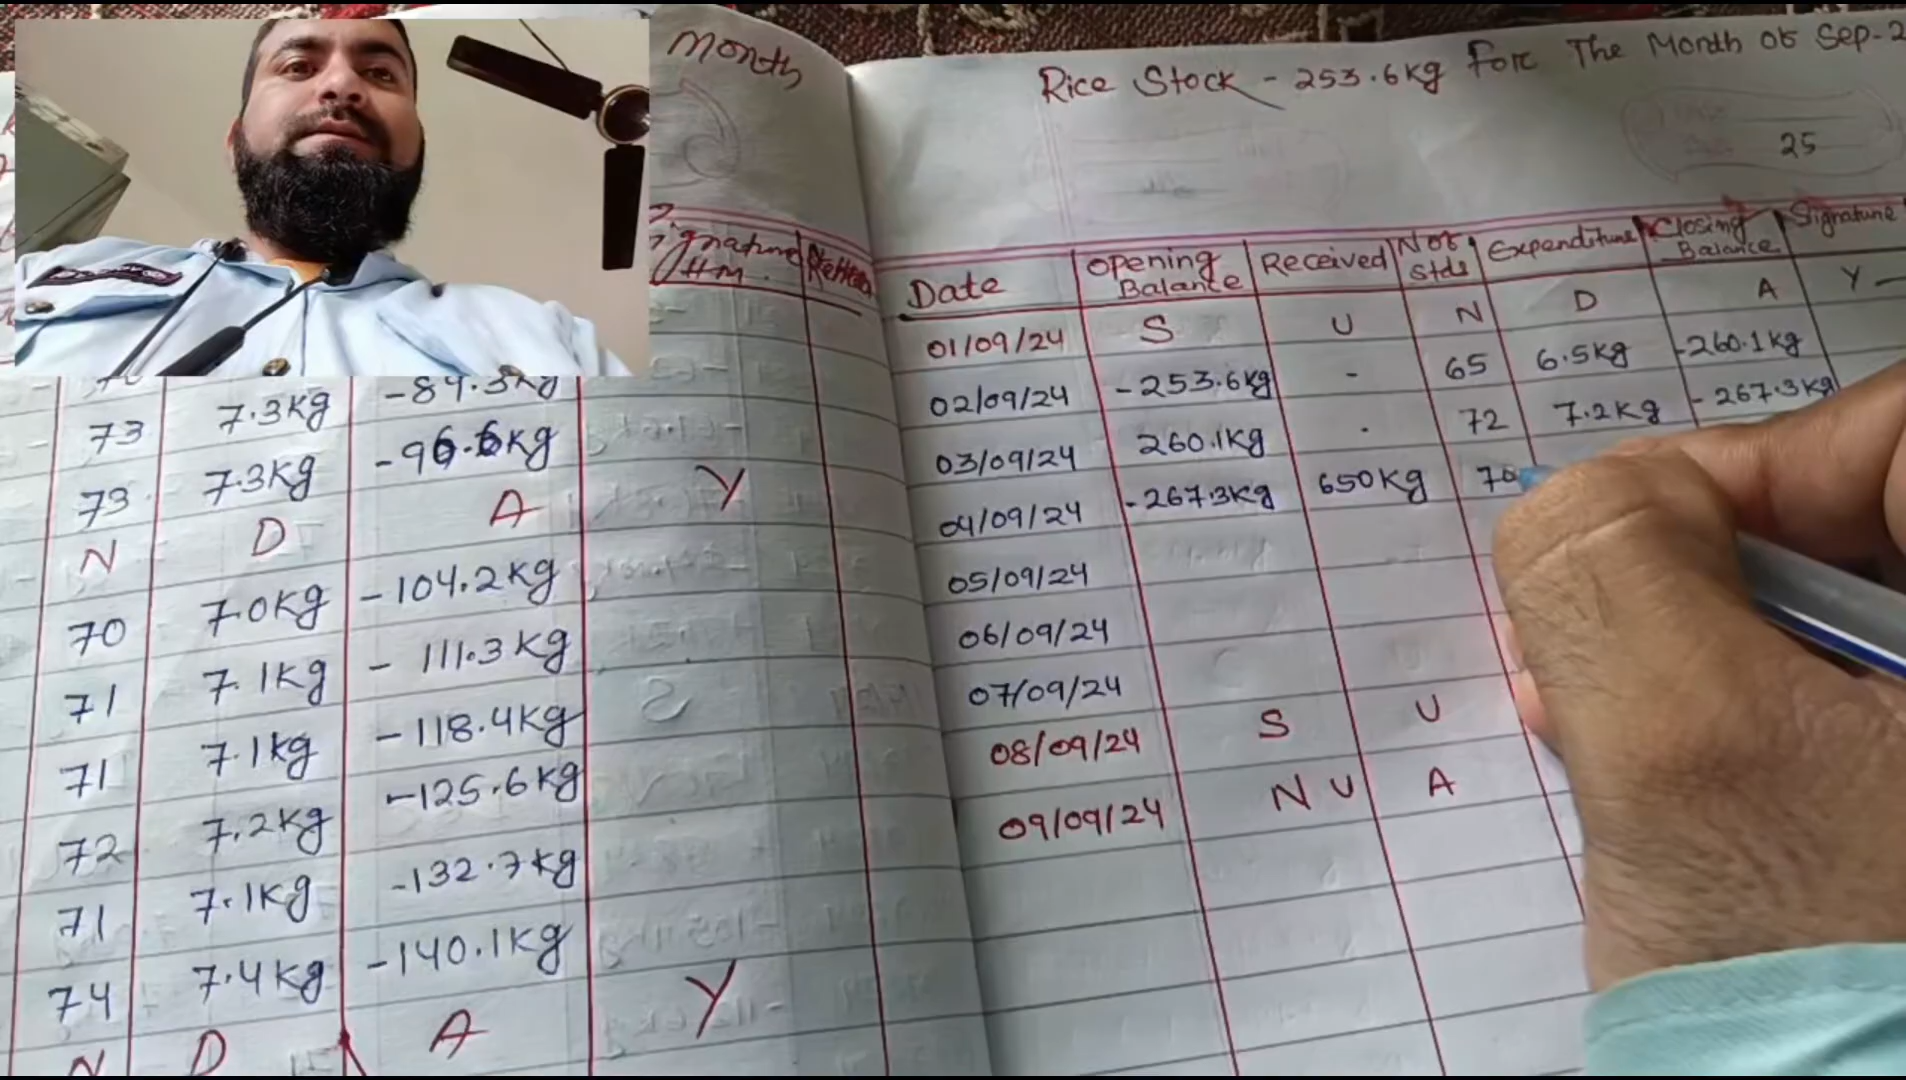 Month
Signature
HM.
73 7.3kg -84.3kg
73 7.3kg -96.6kg
N D A Y
70 7.0kg -104.2kg
71 7.1kg - 111.3kg
71 7.1kg -118.4kg
72 7.2kg -125.6kg
71 7.1kg -132.7kg
74 7.4kg -140.1kg
N D A Y
Rice Stock - 253.6kg For The Month of Sep-2
25
Date Opening Balance Received No of Stds Expenditure Closing Balance Signature
01/09/24 S U N D A Y
02/09/24 -253.6kg - 65 6.5kg -260.1kg
03/09/24 260.1kg . 72 7.2kg -267.3kg
04/09/24 -267.3kg 650kg
05/09/24
06/09/24
07/09/24
08/09/24 S U
09/09/24 N U A